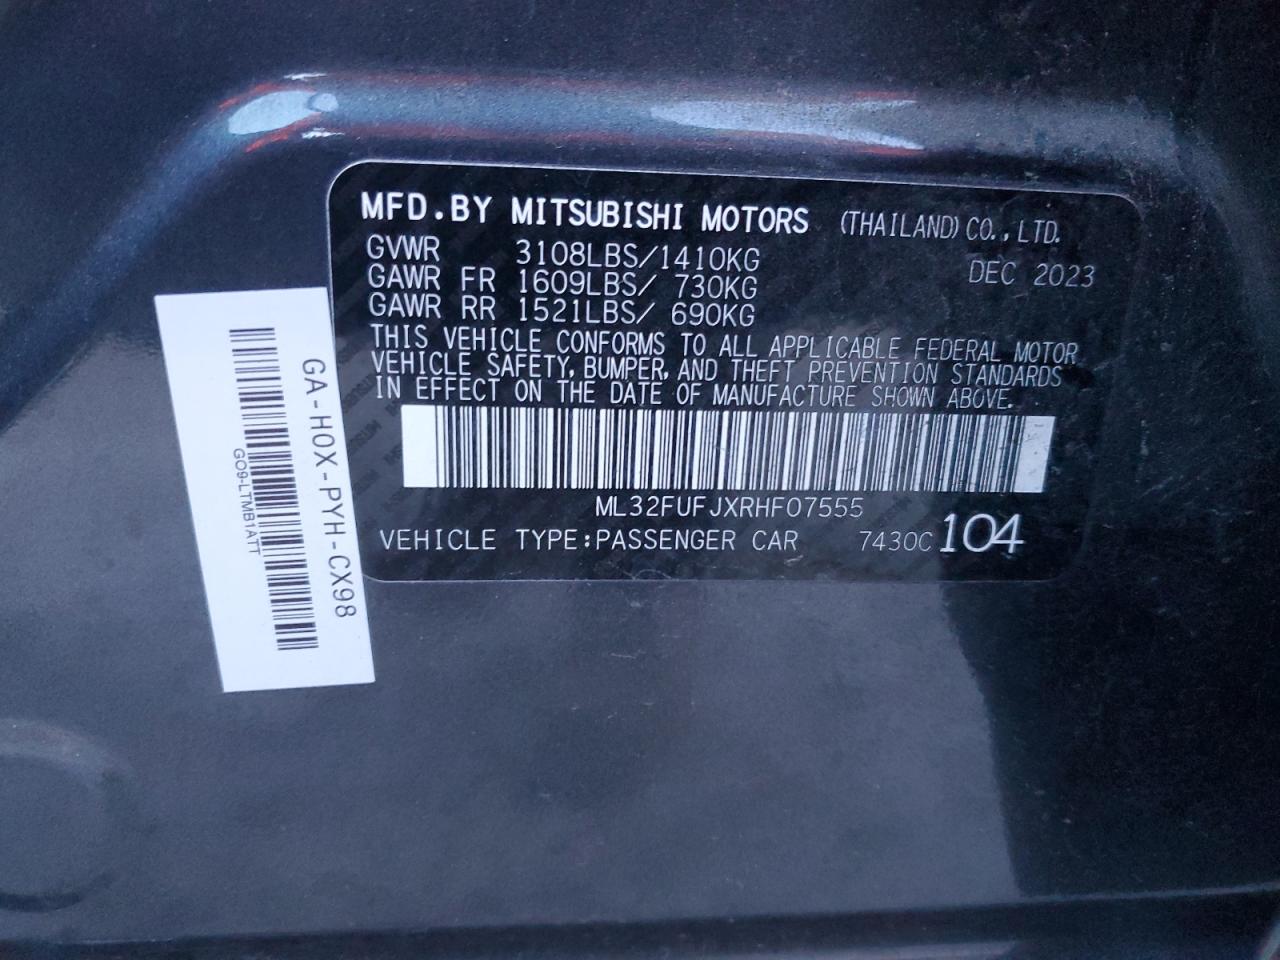 MFD.BY MITSUBISHI MOTORS (THAILAND) CO., LTD.
GVWR 3108LBS/1410KG DEC 2023
GAWR FR 1609LBS/ 730KG
GAWR RR 1521LBS/ 690KG
THIS VEHICLE CONFORMS TO ALL APPLICABLE FEDERAL MOTOR
VEHICLE SAFETY, BUMPER, AND THEFT PREVENTION STANDARDS
IN EFFECT ON THE DATE OF MANUFACTURE SHOWN ABOVE.
ML32FUFJXRHF07555
VEHICLE TYPE:PASSENGER CAR 7430C 104
GA-H0X-PYH-CX98
GO9-LTMB1ATT